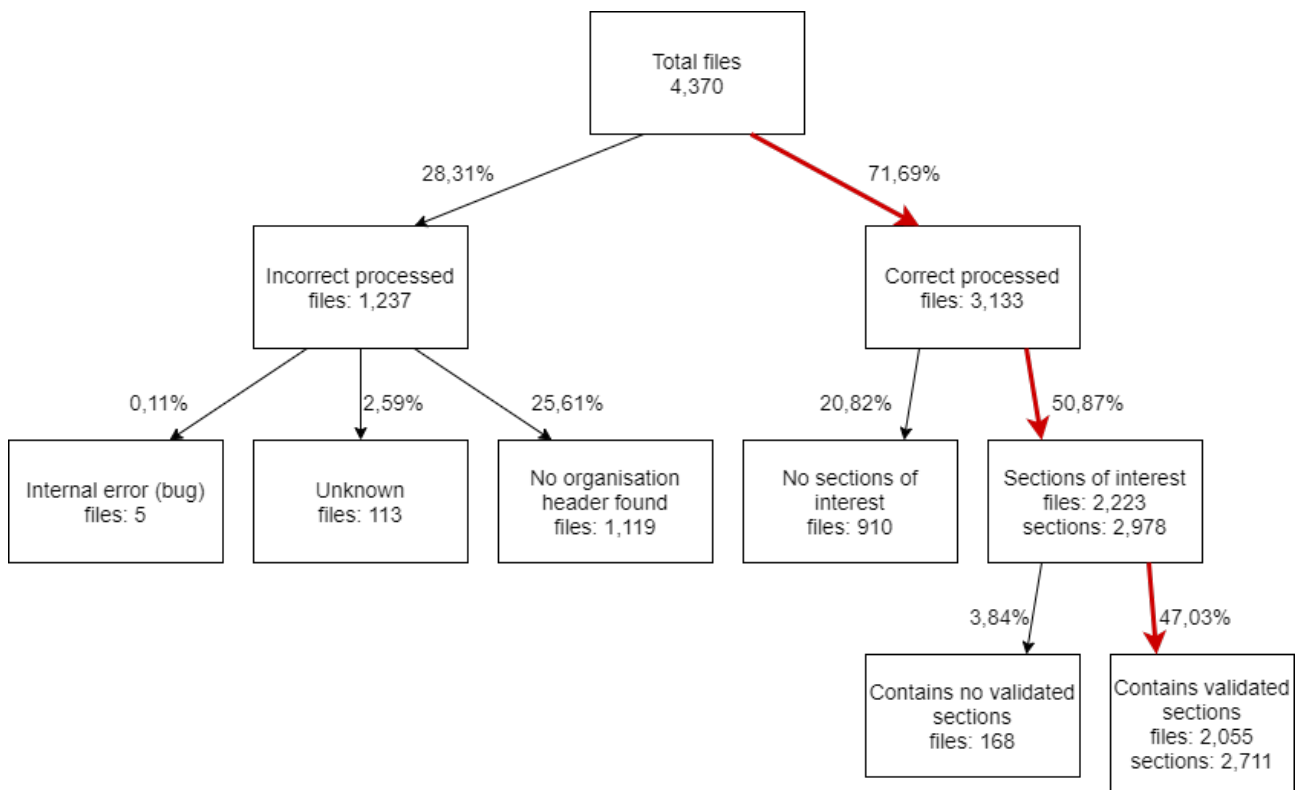 Total files
4,370
28,31%
71,69%
Incorrect processed
files: 1,237
Correct processed
files: 3,133
0,11%
2,59%
25,61%
20,82%
50,87%
Internal error (bug)
files: 5
Unknown
files: 113
No organisation
header found
files: 1,119
No sections of
interest
files: 910
Sections of interest
files: 2,223
sections: 2,978
3,84%
47,03%
Contains no validated
sections
files: 168
Contains validated
sections
files: 2,055
sections: 2,711